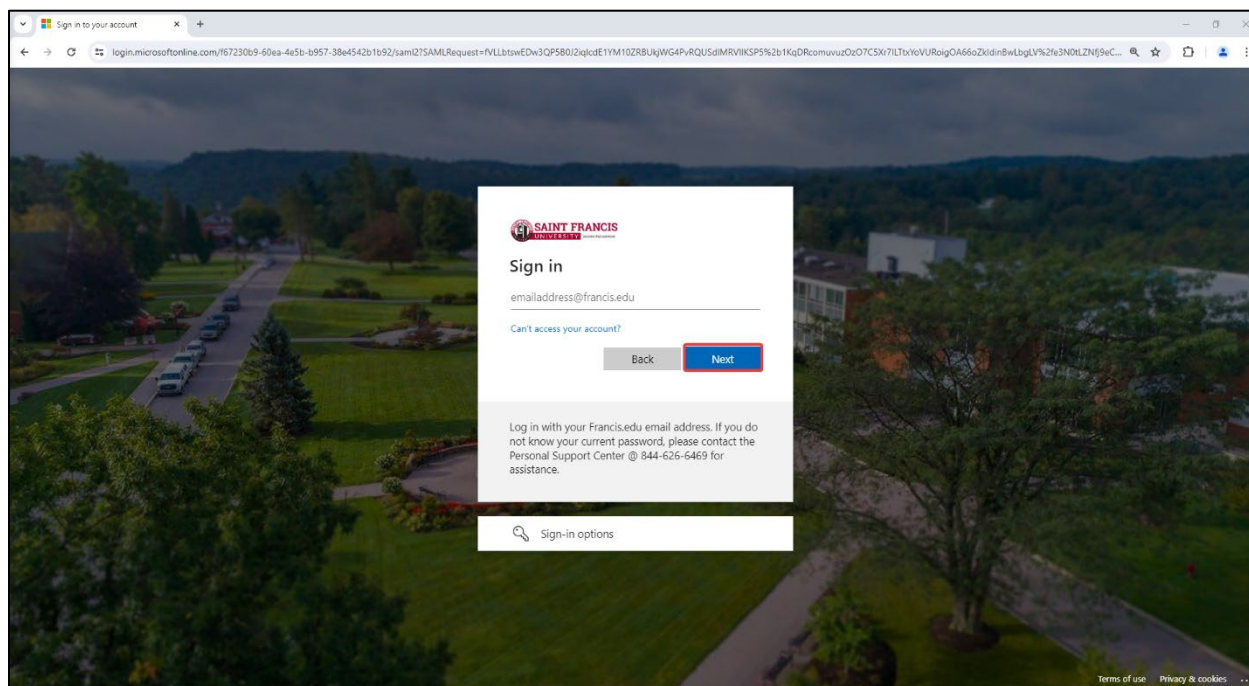 Sign in to your account
login.microsoftonline.com/f67230b9-60ea-4e5b-b957-38e4542b1b92/saml2?SAMLRequest=
SAINT FRANCIS
UNIVERSITY
Sign in
emailaddress@francis.edu
Can't access your account?
Back Next
Log in with your Francis.edu email address. If you do
not know your current password, please contact the
Personal Support Center @ 844-626-6469 for
assistance.
Sign-in options
Terms of use Privacy & cookies ...